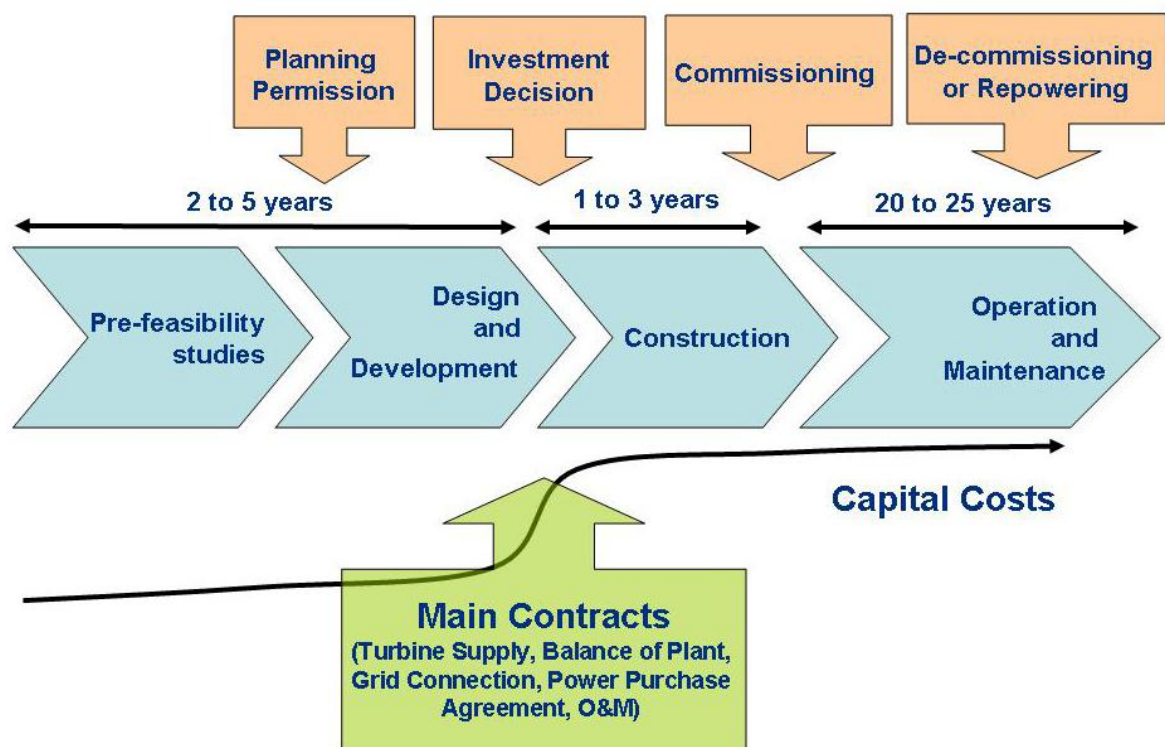 Planning
Permission
Investment
Decision
Commissioning
De-commissioning
or Repowering
2 to 5 years
1 to 3 years
20 to 25 years
Pre-feasibility
studies
Design
and
Development
Construction
Operation
and
Maintenance
Capital Costs
Main Contracts
(Turbine Supply, Balance of Plant,
Grid Connection, Power Purchase
Agreement, O&M)